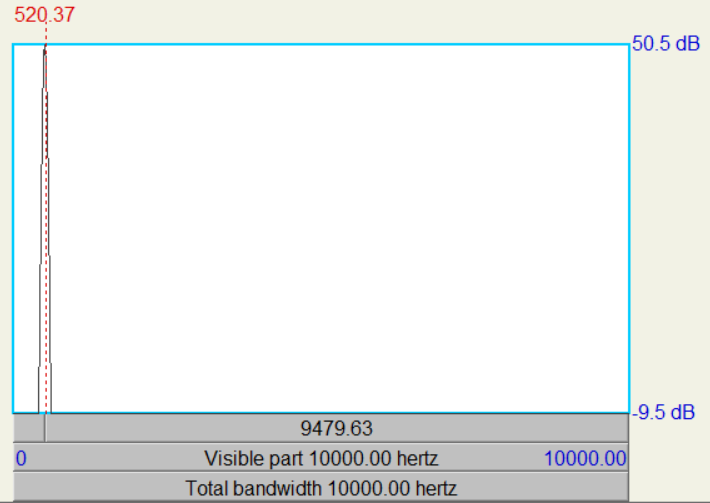 520.37
50.5 dB
-9.5 dB
9479.63
0 Visible part 10000.00 hertz 10000.00
Total bandwidth 10000.00 hertz